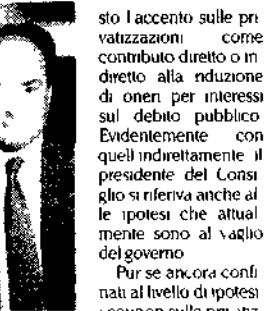 sto l accento sulle pri
vatizzazioni come
contributo diretto o in
diretto alla riduzione
di oneri per interessi
sul debito pubblico
Evidentemente con
quell indirettamente il
presidente del Consi
glio si riferiva anche al
le ipotesi che attual
mente sono al vaglio
del governo
Pur se ancora confi
nati al livello di ipotesi